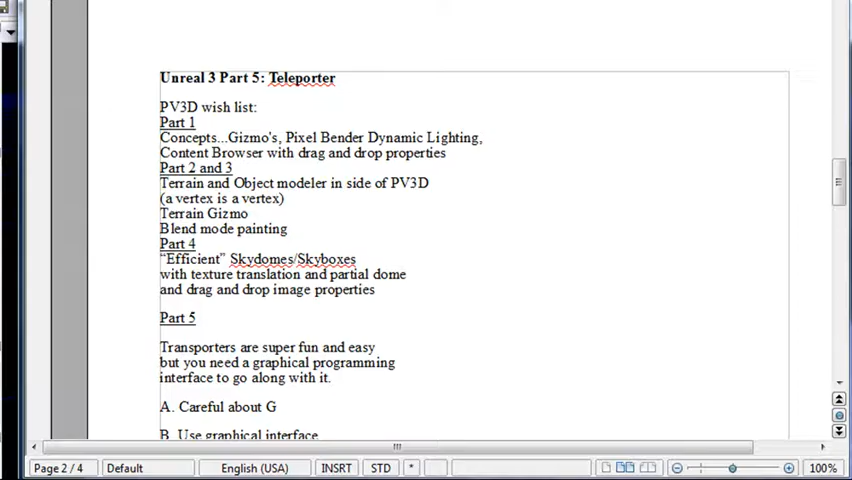 Unreal 3 Part 5: Teleporter
PV3D wish list:
Part 1
Concepts...Gizmo's, Pixel Bender Dynamic Lighting,
Content Browser with drag and drop properties
Part 2 and 3
Terrain and Object modeler in side of PV3D
(a vertex is a vertex)
Terrain Gizmo
Blend mode painting
Part 4
“Efficient” Skydomes/Skyboxes
with texture translation and partial dome
and drag and drop image properties
Part 5
Transporters are super fun and easy
but you need a graphical programming
interface to go along with it.
A. Careful about G
B. Use graphical interface
Page 2 / 4 Default English (USA) INSRT STD * 100%